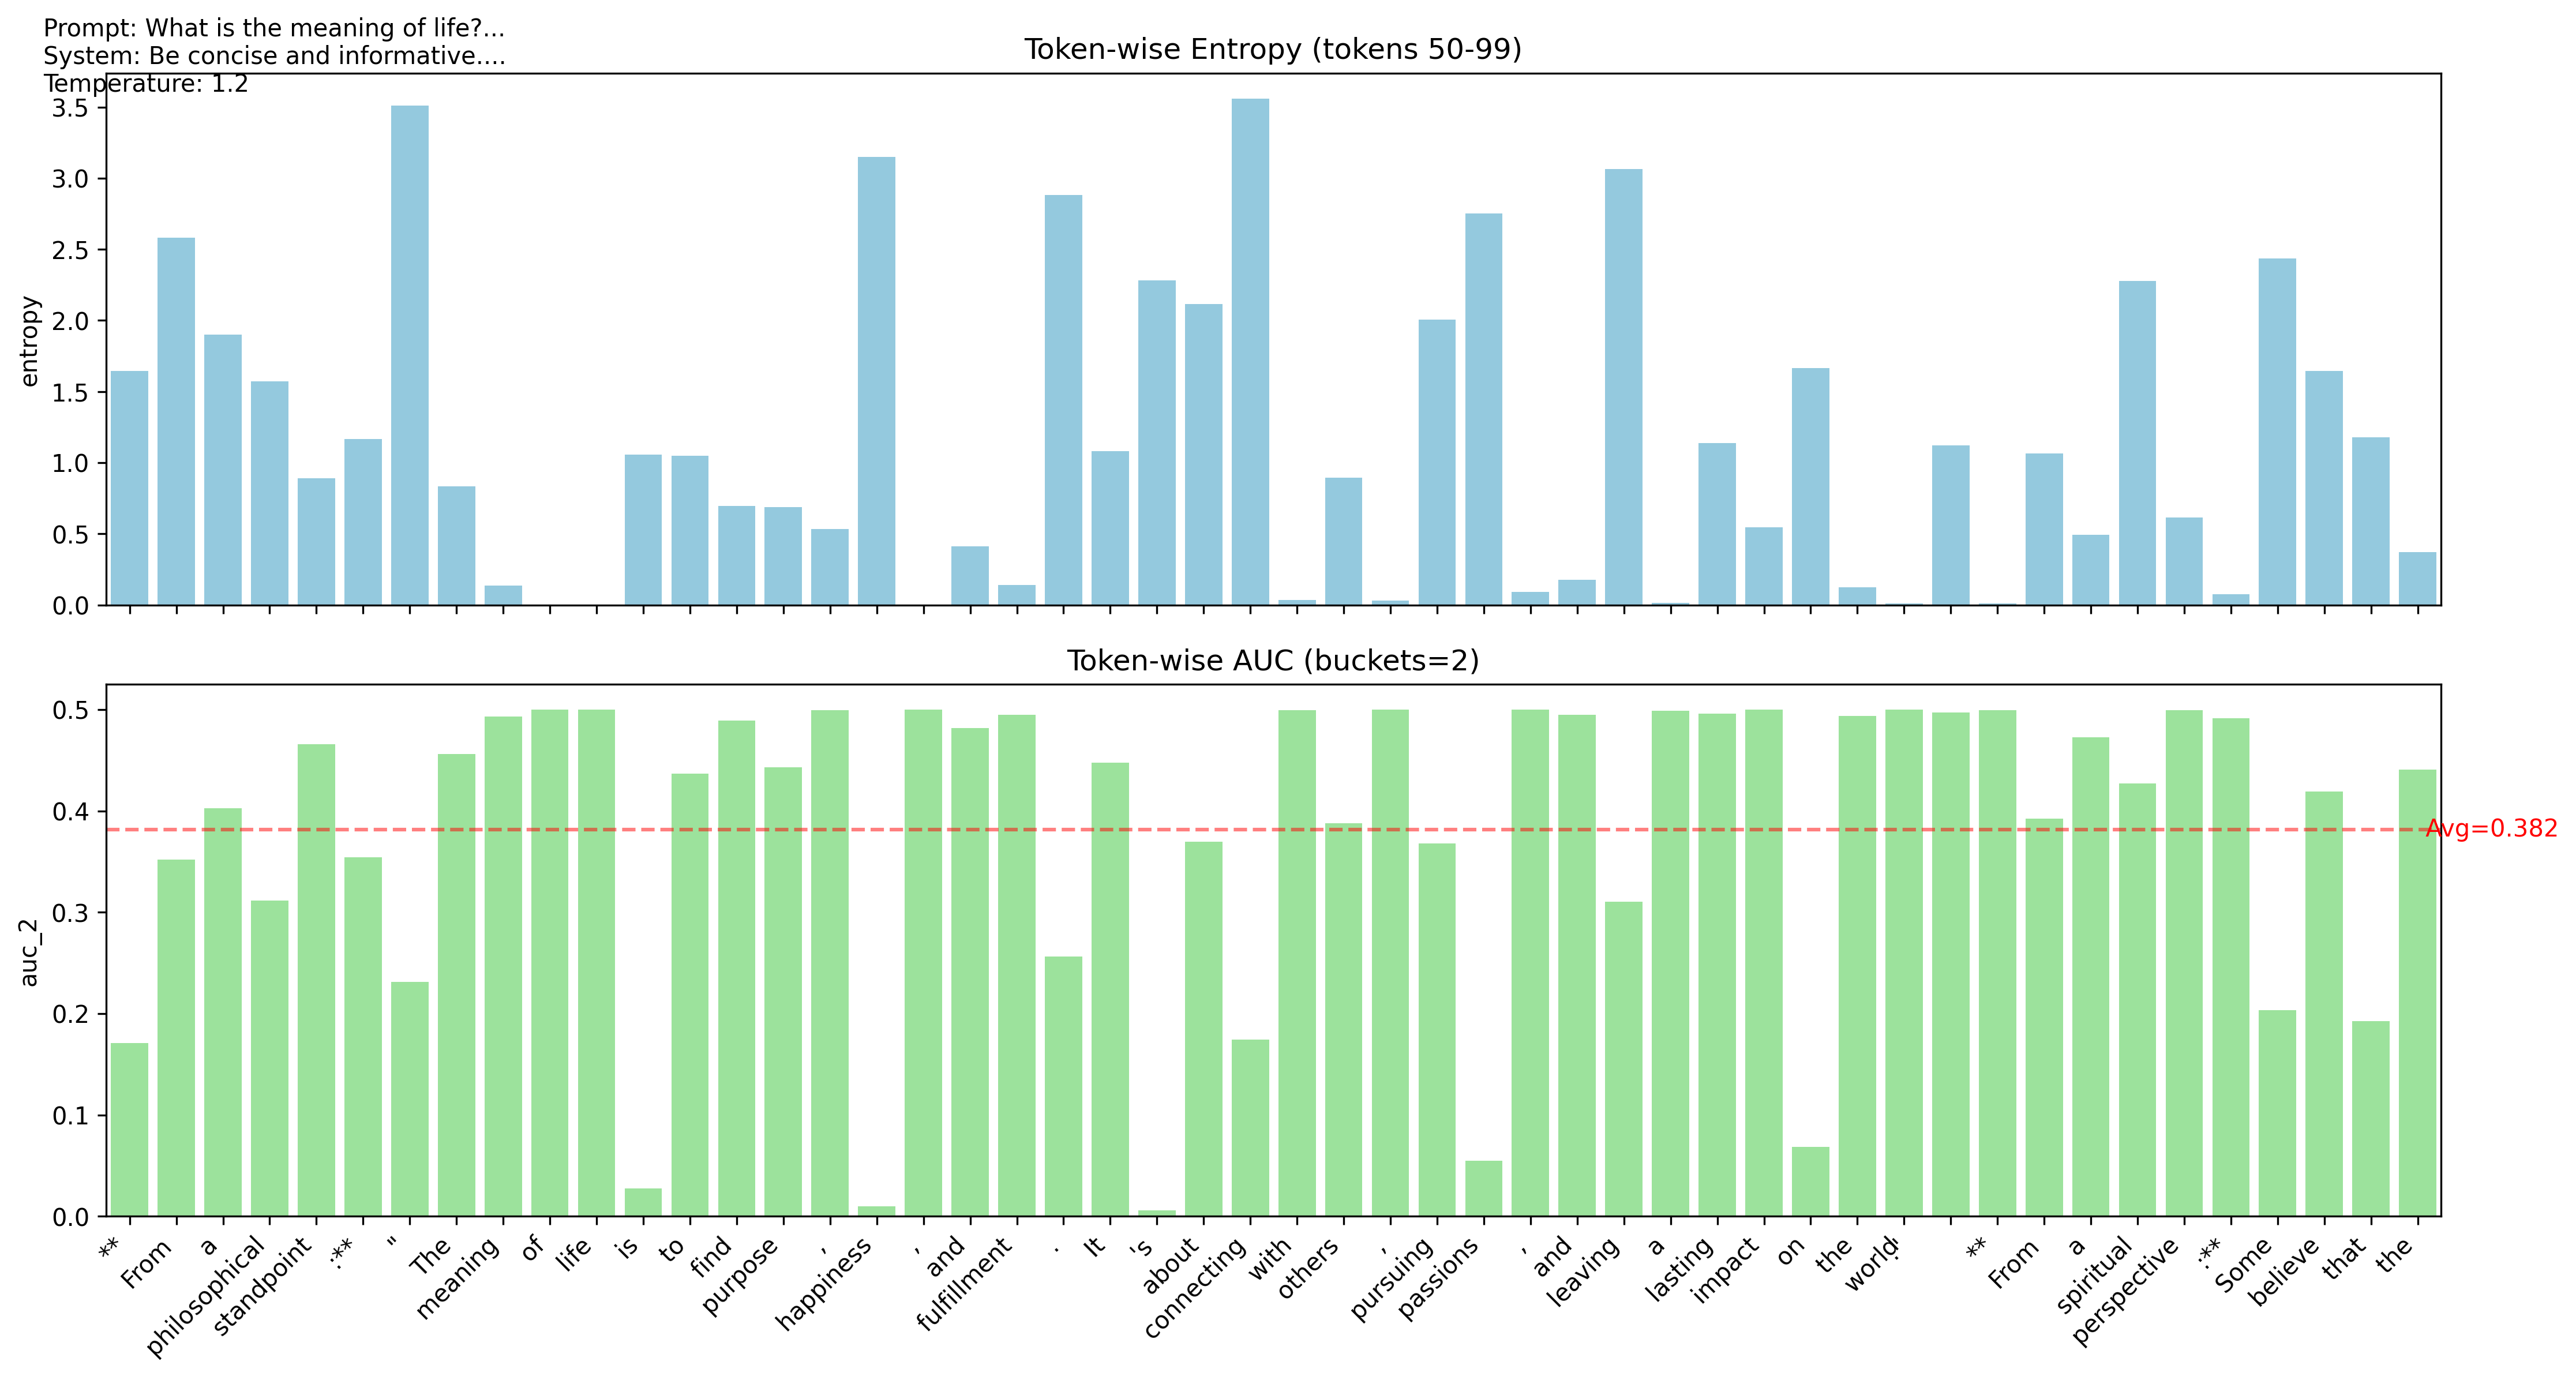 Prompt: What is the meaning of life?...
System: Be concise and informative....
Temperature: 1.2
Token-wise Entropy (tokens 50-99)
entropy
3.5
3.0
2.5
2.0
1.5
1.0
0.5
0.0
Token-wise AUC (buckets=2)
auc_2
0.5
0.4
0.3
0.2
0.1
0.0
Avg=0.382
**
From
a
philosophical
standpoint
:**
"
The
meaning
of
life
is
to
find
purpose
,
happiness
,
and
fulfillment
.
It
's
about
connecting
with
others
,
pursuing
passions
,
and
leaving
a
lasting
impact
on
the
world
**
From
a
spiritual
perspective
:**
Some
believe
that
the